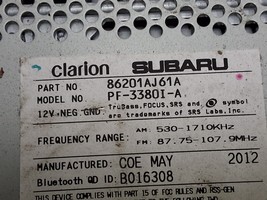 clarion SUBARU
PART NO. 86201AJ61A
MODEL NO PF-3380I-A
12V NEG GND TruBass, FOCUS, SRS and symbol
are trademarks of SRS Labs, Inc.
FREQUENCY RANGE: AM: 530-1710KHz
FM: 87.75-107.9MHz
MANUFACTURED: COE MAY 2012
Bluetooth QD ID: B016308
THIS DEVICE COMPLIES WITH PART 15 OF FCC RULES AND RSS-GEN